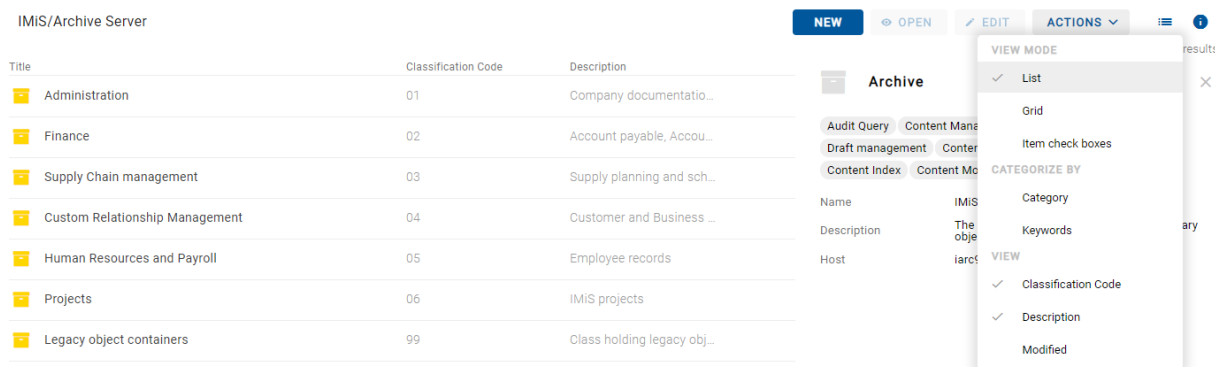 IMiS/Archive Server
NEW OPEN EDIT ACTIONS
results
Title Classification Code Description
Administration 01 Company documentatio...
Finance 02 Account payable, Accou...
Supply Chain management 03 Supply planning and sch...
Custom Relationship Management 04 Customer and Business ...
Human Resources and Payroll 05 Employee records
Projects 06 IMiS projects
Legacy object containers 99 Class holding legacy obj...
Archive
Audit Query Content Mana
Draft management Conter
Content Index Content Mo
Name IMiS
Description The
obje
ary
Host iarc9
VIEW MODE
List
Grid
Item check boxes
CATEGORIZE BY
Category
Keywords
VIEW
Classification Code
Description
Modified